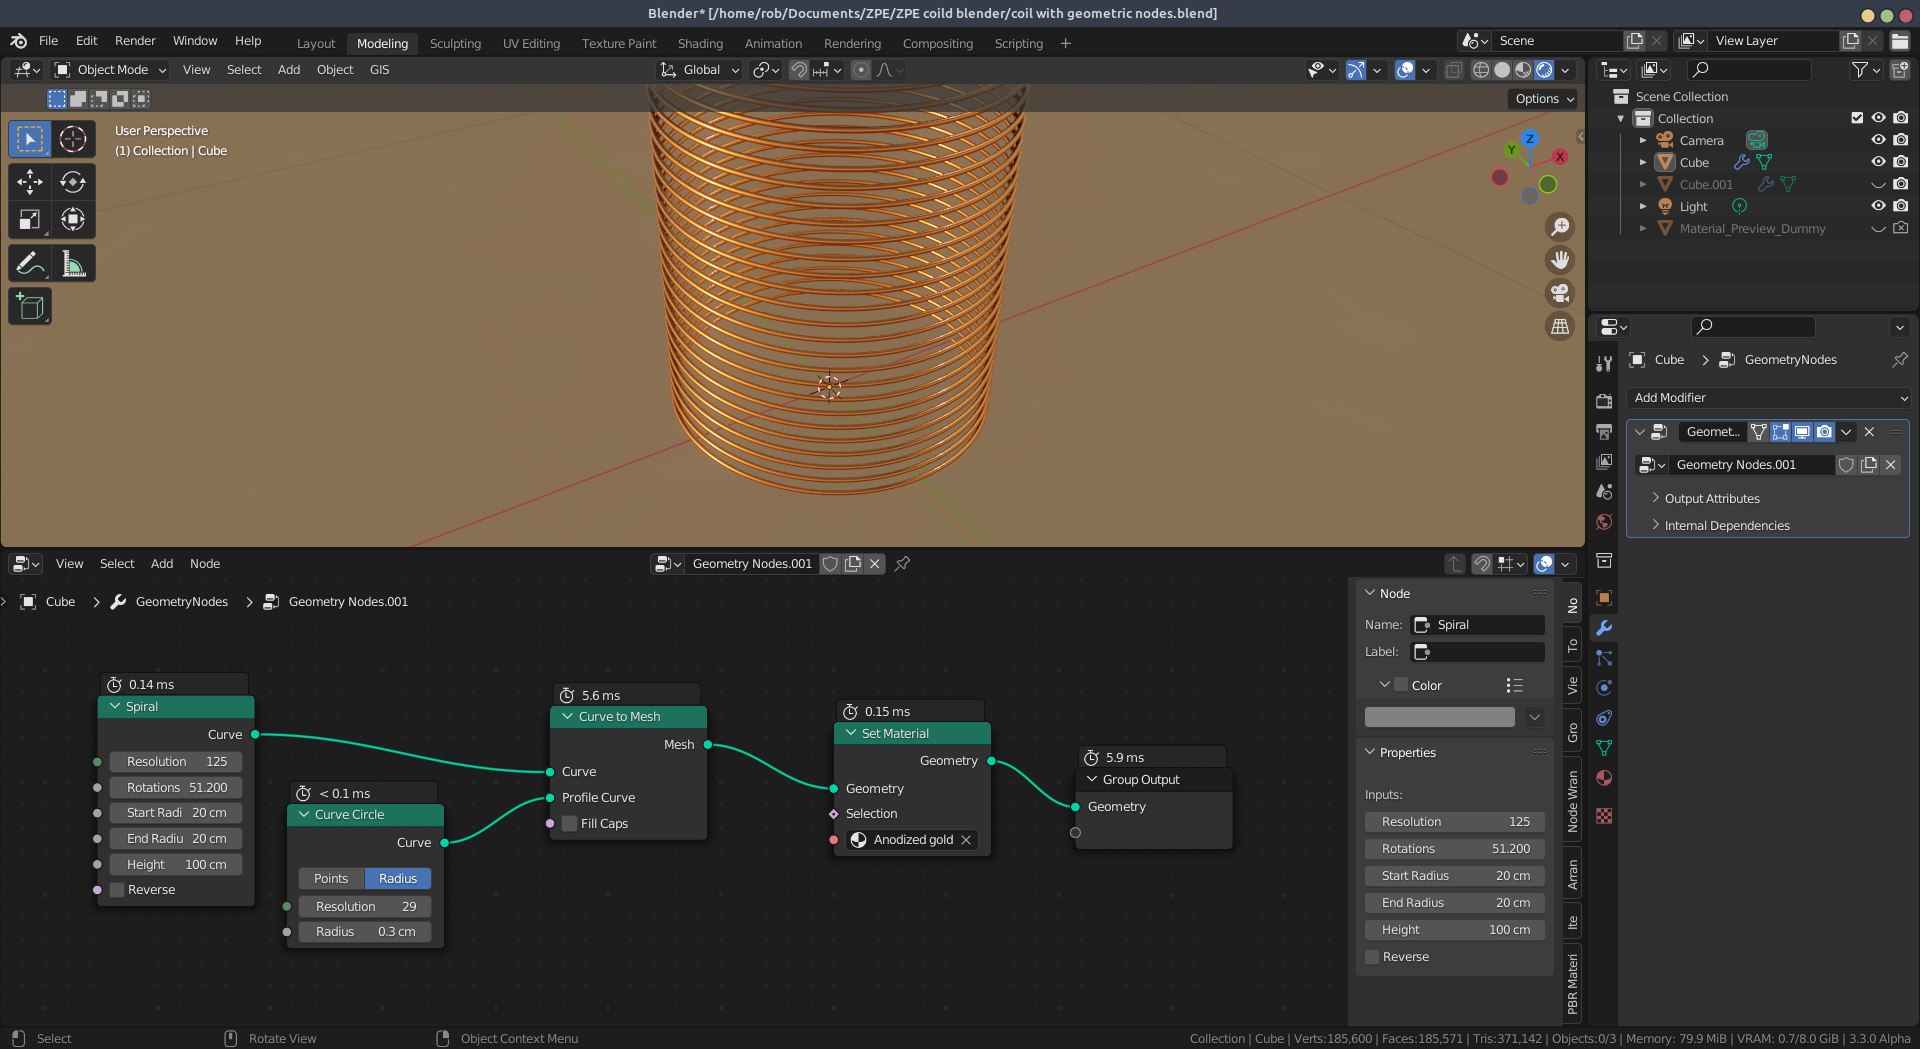 Blender* [/home/rob/Documents/ZPE/ZPE coild blender/coil with geometric nodes.blend]
File Edit Render Window Help
Layout Modeling Sculpting UV Editing Texture Paint Shading Animation Rendering Compositing Scripting +
Scene
View Layer
Object Mode View Select Add Object GIS
Global
Options
User Perspective
(1) Collection | Cube
Z
Y
X
Scene Collection
Collection
Camera
Cube
Cube.001
Light
Material_Preview_Dummy
Cube > GeometryNodes
Add Modifier
Geomet...
Geometry Nodes.001
Output Attributes
Internal Dependencies
View Select Add Node
Geometry Nodes.001
Cube > GeometryNodes > Geometry Nodes.001
0.14 ms
Spiral
Curve
Resolution 125
Rotations 51.200
Start Radi 20 cm
End Radiu 20 cm
Height 100 cm
Reverse
< 0.1 ms
Curve Circle
Curve
Points Radius
Resolution 29
Radius 0.3 cm
5.6 ms
Curve to Mesh
Mesh
Curve
Profile Curve
Fill Caps
0.15 ms
Set Material
Geometry
Geometry
Selection
Anodized gold
5.9 ms
Group Output
Geometry
Node
Name: Spiral
Label:
Color
Properties
Inputs:
Resolution 125
Rotations 51.200
Start Radius 20 cm
End Radius 20 cm
Height 100 cm
Reverse
No
To
Vie
Gro
Node Wran
Arran
Ite
PBR Materi
Select
Rotate View
Object Context Menu
Collection | Cube | Verts:185,600 | Faces:185,571 | Tris:371,142 | Objects:0/3 | Memory: 79.9 MiB | VRAM: 0.7/8.0 GiB | 3.3.0 Alpha